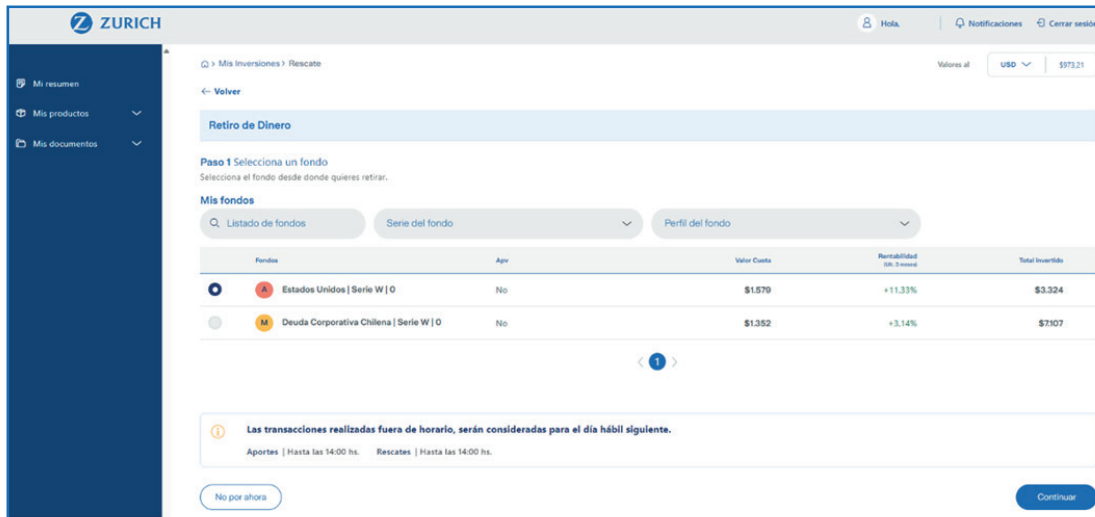 ZURICH
Hola,
Notificaciones
Cerrar sesión
Mi resumen
Mis productos
Mis documentos
> Mis Inversiones > Rescate
Valores al
USD
$973,21
← Volver
Retiro de Dinero
Paso 1 Selecciona un fondo
Selecciona el fondo desde donde quieres retirar.
Mis fondos
Listado de fondos
Serie del fondo
Perfil del fondo
Fondos Apv Valor Cuota Rentabilidad Total Invertido
(Últ. 3 meses)
A Estados Unidos | Serie W | 0 No $1.579 +11.33% $3.324
M Deuda Corporativa Chilena | Serie W | 0 No $1.352 +3.14% $7.107
< 1 >
Las transacciones realizadas fuera de horario, serán consideradas para el día hábil siguiente.
Aportes | Hasta las 14:00 hs. Rescates | Hasta las 14:00 hs.
No por ahora
Continuar